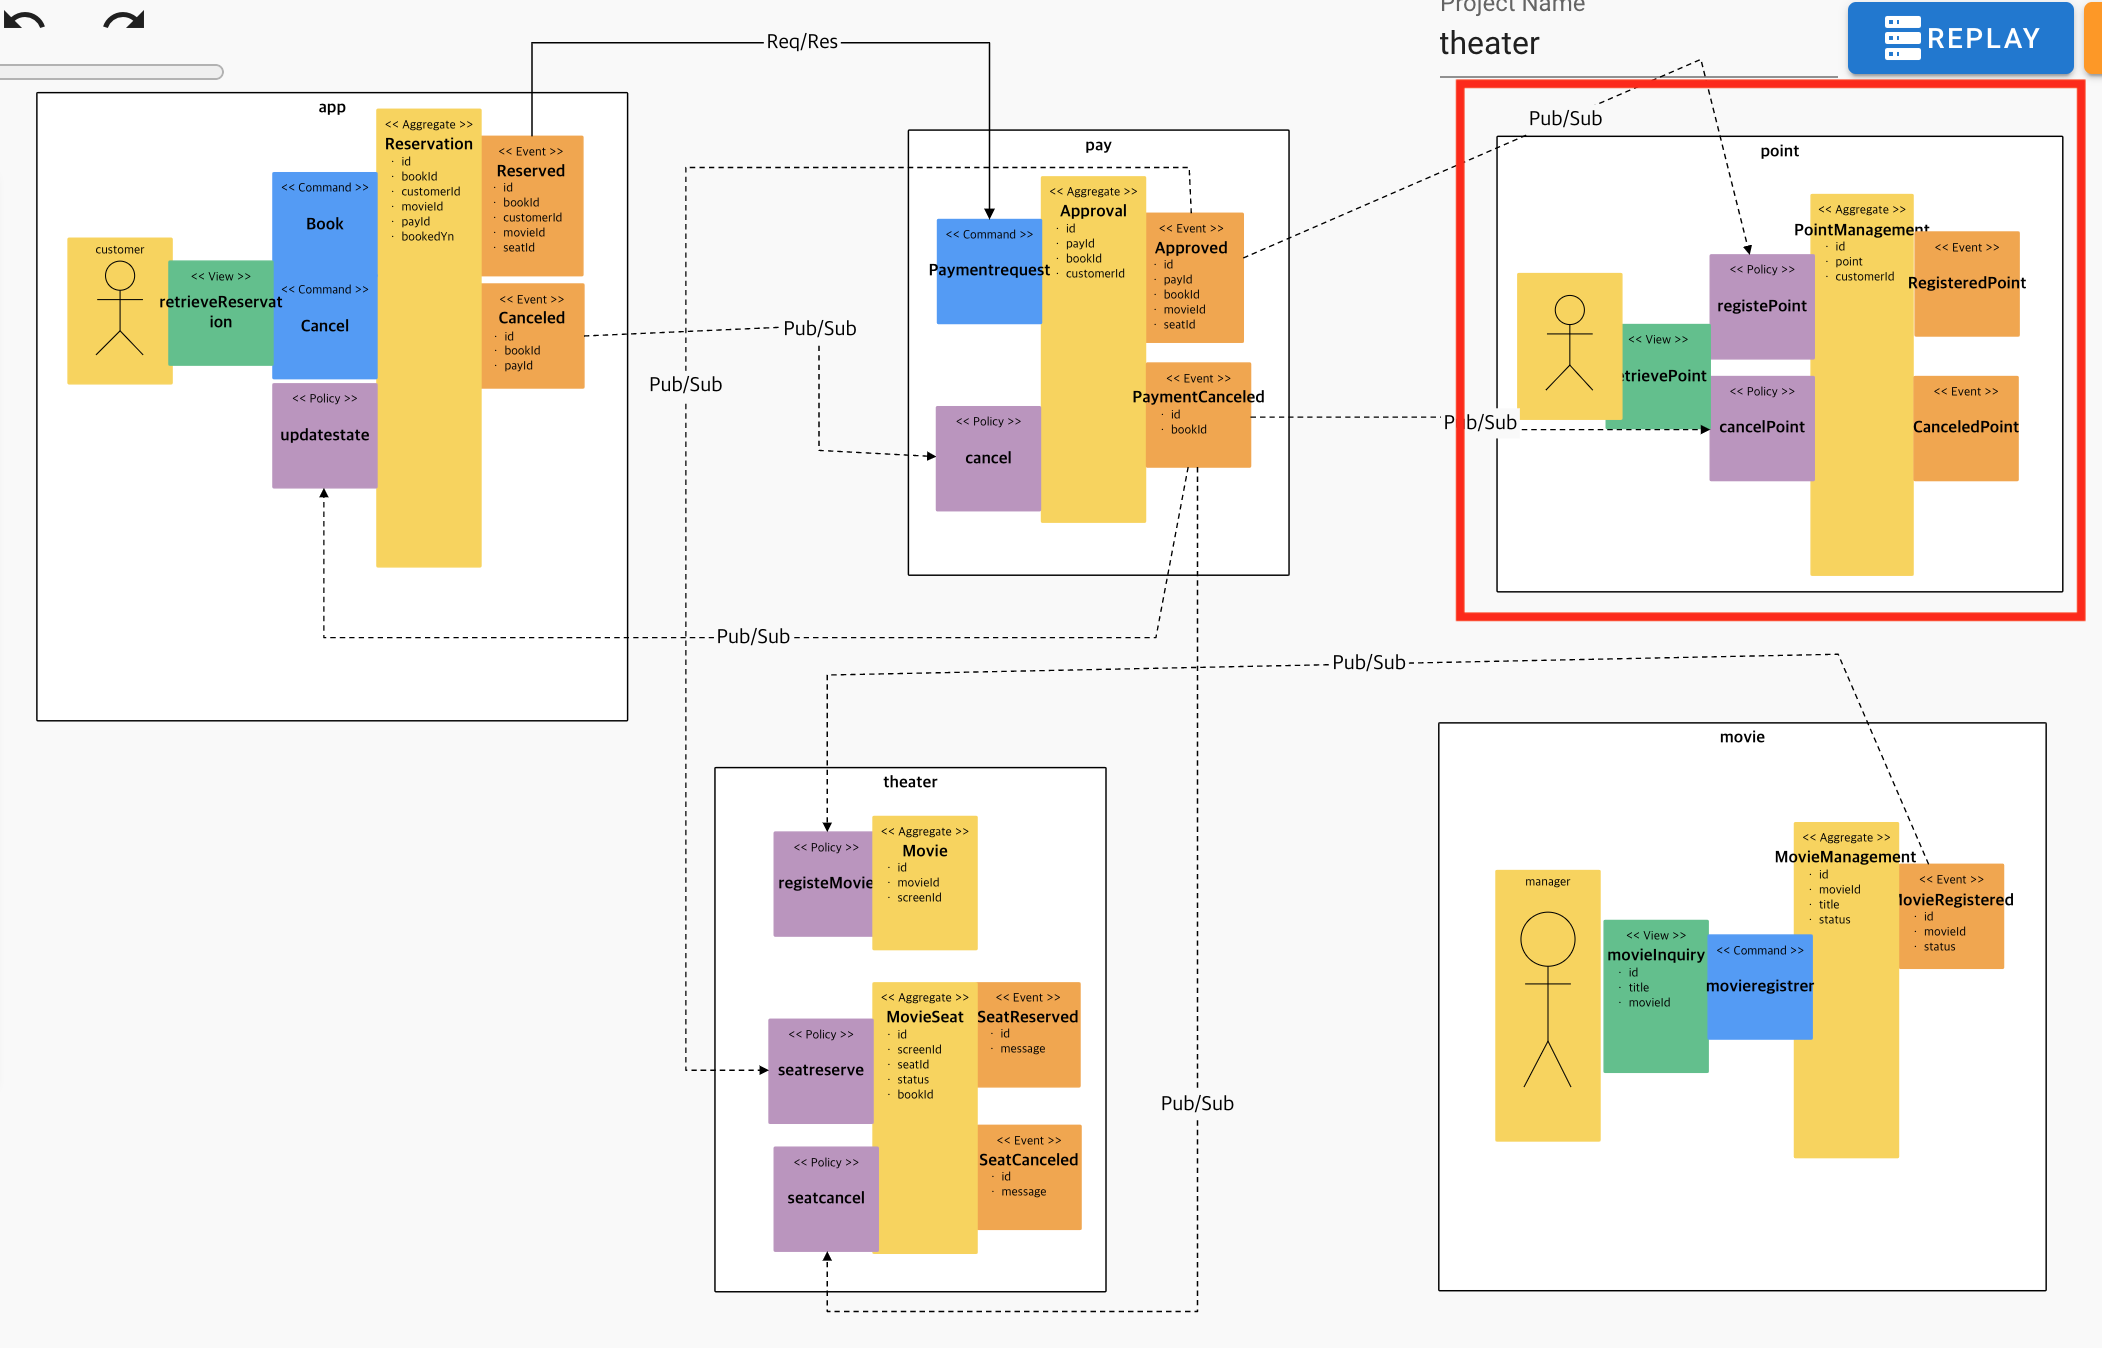 Project Name
theater
REPLAY
Req/Res
app
<< Aggregate >>
Reservation
· id
· bookId
· customerId
· movieId
· payId
· bookedYn
<< Event >>
Reserved
· id
· bookId
· customerId
· movieId
· seatId
<< Command >>
Book
customer
<< View >>
retrieveReservat
ion
<< Command >>
Cancel
<< Event >>
Canceled
· id
· bookId
· payId
<< Policy >>
updatestate
Pub/Sub
Pub/Sub
Pub/Sub
pay
<< Aggregate >>
Approval
· id
· payId
· bookId
· customerId
<< Command >>
Paymentrequest
<< Event >>
Approved
· id
· payId
· bookId
· movieId
· seatId
<< Event >>
PaymentCanceled
· id
· bookId
<< Policy >>
cancel
Pub/Sub
Pub/Sub
point
<< Aggregate >>
PointManagement
· id
· point
· customerId
<< Event >>
RegisteredPoint
<< Policy >>
registePoint
<< View >>
etrievePoint
<< Policy >>
cancelPoint
CanceledPoint
Pub/Sub
theater
<< Policy >>
registeMovie
<< Aggregate >>
Movie
· id
· movieId
· screenId
<< Aggregate >>
MovieSeat
· id
· screenId
· seatId
· status
· bookId
<< Event >>
SeatReserved
· id
· message
<< Policy >>
seatreserve
<< Event >>
SeatCanceled
· id
· message
<< Policy >>
seatcancel
Pub/Sub
movie
<< Aggregate >>
MovieManagement
· id
· movieId
· title
· status
<< Event >>
MovieRegistered
· id
· movieId
· status
manager
<< View >>
movieInquiry
· id
· title
· movieId
<< Command >>
movieregistrer